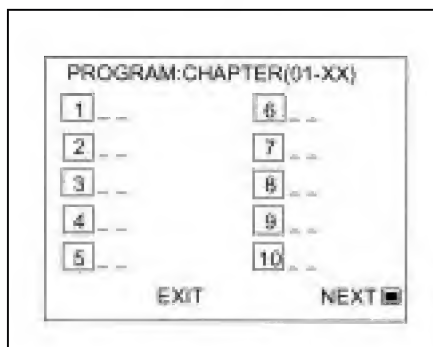 PROGRAM:CHAPTER(01-XX)
1 _ _ 6 _ _
2 _ _ 7 _ _
3 _ _ 8 _ _
4 _ _ 9 _ _
5 _ _ 10 _ _
EXIT NEXT